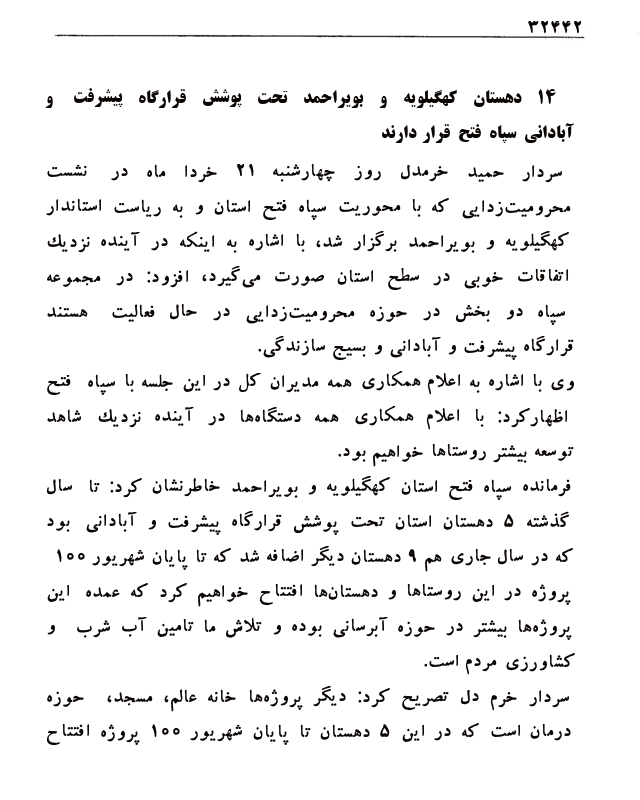 ۳۲۴۴۲
۱۴ دهستان کهگیلویه و بویراحمد تحت پوشش قرارگاه پیشرفت و
آبادانی سپاه فتح قرار دارند
سردار حمید خرمدل روز چهارشنبه ۲۱ خردا ماه در نشست
محرومیت‌زدایی که با محوریت سپاه فتح استان و به ریاست استاندار
کهگیلویه و بویراحمد برگزار شد، با اشاره به اینکه در آینده نزدیك
اتفاقات خوبی در سطح استان صورت می‌گیرد، افزود: در مجموعه
سپاه دو بخش در حوزه محرومیت‌زدایی در حال فعالیت هستند
قرارگاه پیشرفت و آبادانی و بسیج سازندگی.
وی با اشاره به اعلام همکاری همه مدیران کل در این جلسه با سپاه فتح
اظهارکرد: با اعلام همکاری همه دستگاه‌ها در آینده نزدیك شاهد
توسعه بیشتر روستاها خواهیم بود.
فرمانده سپاه فتح استان کهگیلویه و بویراحمد خاطرنشان کرد: تا سال
گذشته ۵ دهستان استان تحت پوشش قرارگاه پیشرفت و آبادانی بود
که در سال جاری هم ۹ دهستان دیگر اضافه شد که تا پایان شهریور ۱۰۰
پروژه در این روستاها و دهستان‌ها افتتاح خواهیم کرد که عمده این
پروژه‌ها بیشتر در حوزه آبرسانی بوده و تلاش ما تامین آب شرب و
کشاورزی مردم است.
سردار خرم دل تصریح کرد: دیگر پروژه‌ها خانه عالم، مسجد، حوزه
درمان است که در این ۵ دهستان تا پایان شهریور ۱۰۰ پروژه افتتاح